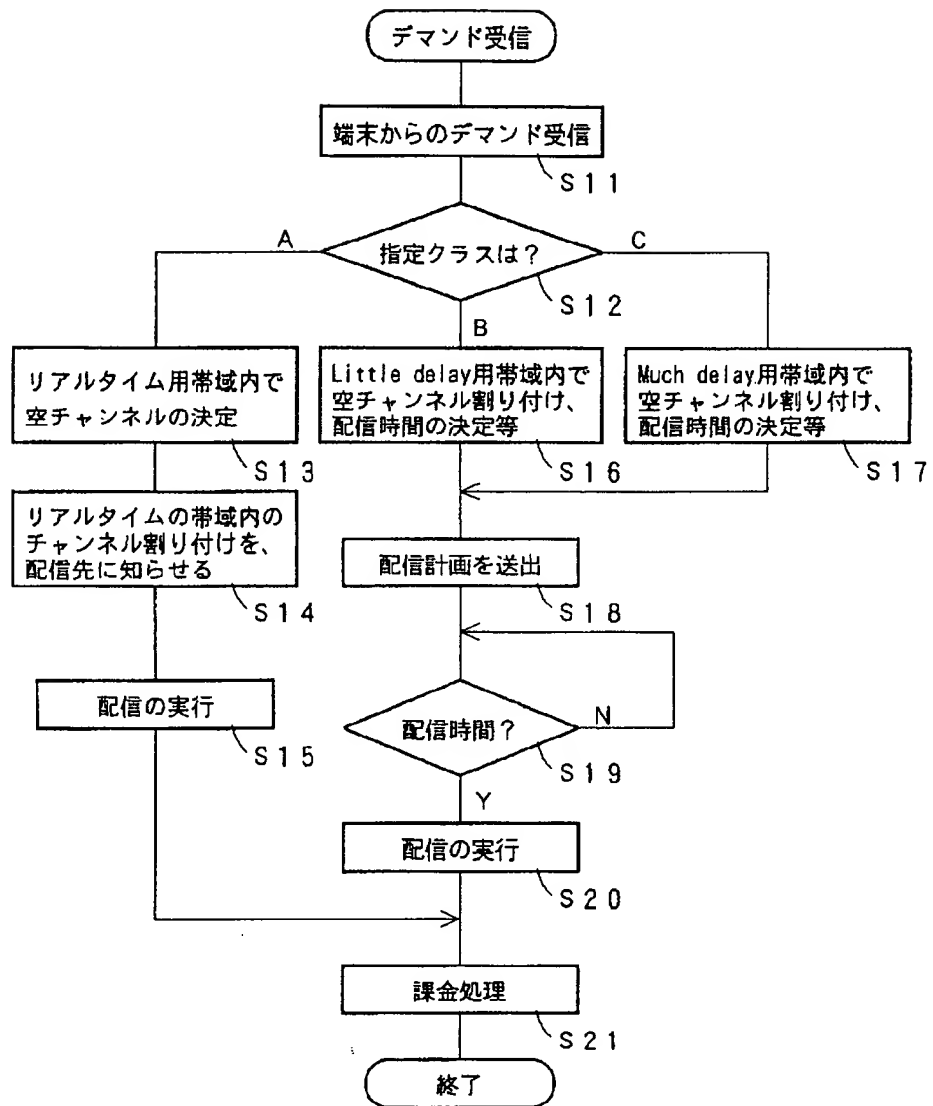 デマンド受信
端末からのデマンド受信
S11
A
指定クラスは？
C
S12
B
リアルタイム用帯域内で
空チャンネルの決定
S13
Little delay用帯域内で
空チャンネル割り付け、
配信時間の決定等
S16
Much delay用帯域内で
空チャンネル割り付け、
配信時間の決定等
S17
リアルタイムの帯域内の
チャンネル割り付けを、
配信先に知らせる
S14
配信計画を送出
S18
配信の実行
S15
配信時間？
N
S19
Y
配信の実行
S20
課金処理
S21
終了